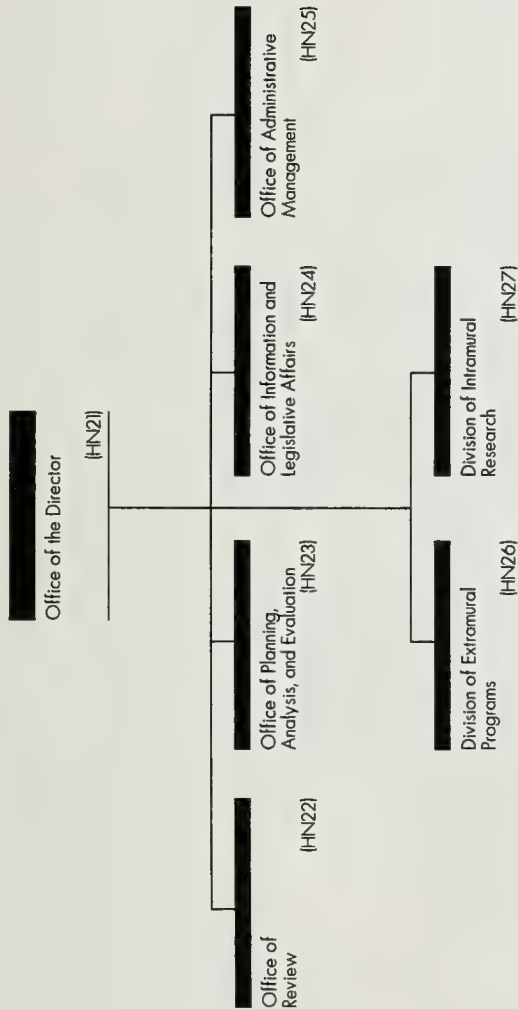 Office of the Director
(HN21)
Office of
Review
(HN22)
Office of Planning,
Analysis, and Evaluation
(HN23)
Office of Information and
Legislative Affairs
(HN24)
Office of Administrative
Management
(HN25)
Division of Extramural
Programs
(HN26)
Division of Intramural
Research
(HN27)